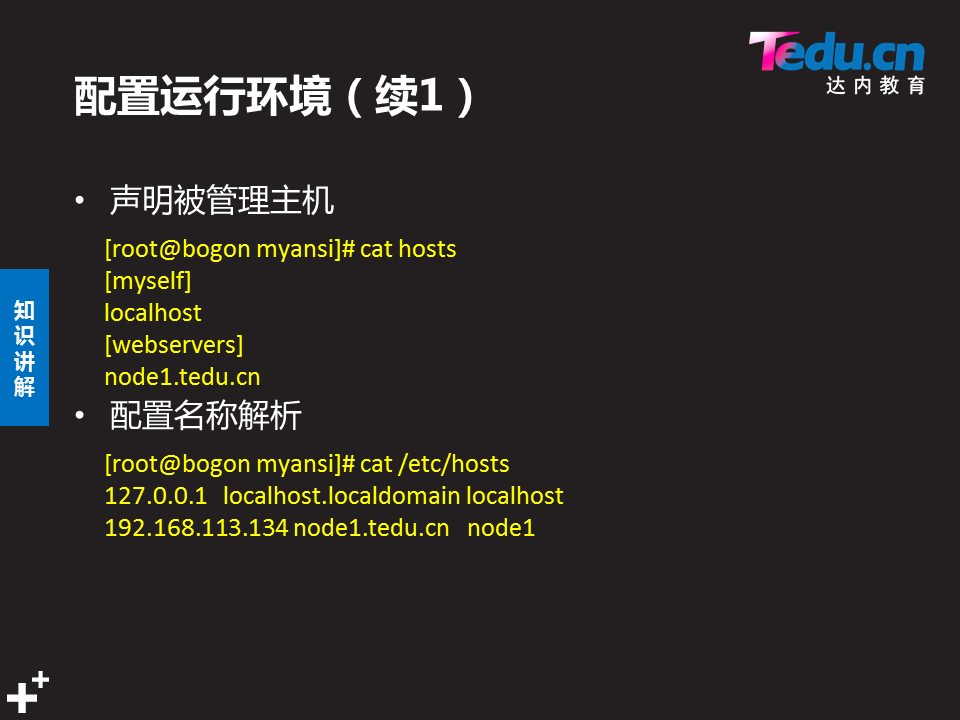 Tedu.cn
达内教育
配置运行环境（续1）
• 声明被管理主机
[root@bogon myansi]# cat hosts
[myself]
localhost
[webservers]
node1.tedu.cn
• 配置名称解析
[root@bogon myansi]# cat /etc/hosts
127.0.0.1 localhost.localdomain localhost
192.168.113.134 node1.tedu.cn node1
知识讲解